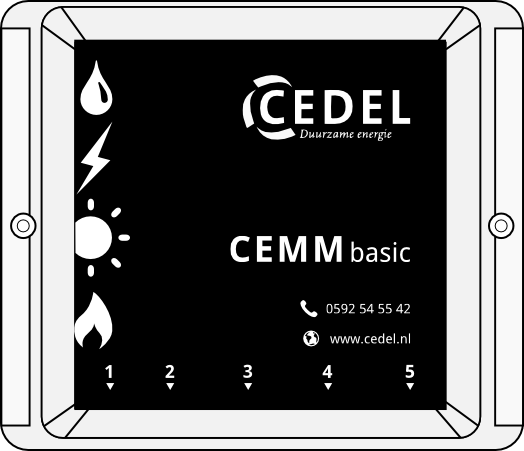 CEDEL
Duurzame energie
CEMM basic
0592 54 55 42
www.cedel.nl
1 2 3 4 5